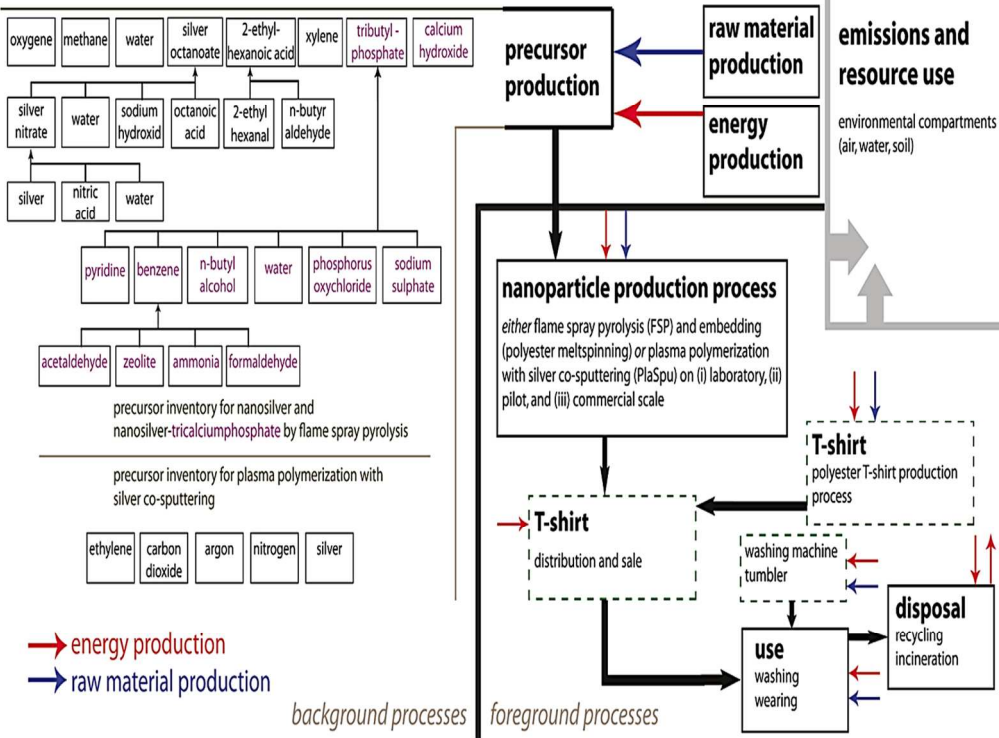 oxygene
methane
water
silver
octanoate
2-ethyl-
hexanoic acid
xylene
tributyl -
phosphate
calcium
hydroxide
silver
nitrate
water
sodium
hydroxid
octanoic
acid
2-ethyl
hexanal
n-butyr
aldehyde
silver
nitric
acid
water
pyridine
benzene
n-butyl
alcohol
water
phosphorus
oxychloride
sodium
sulphate
acetaldehyde
zeolite
ammonia
formaldehyde
precursor inventory for nanosilver and
nanosilver-tricalciumphosphate by flame spray pyrolysis
precursor inventory for plasma polymerization with
silver co-sputtering
ethylene
carbon
dioxide
argon
nitrogen
silver
energy production
raw material production
background processes
precursor
production
raw material
production
energy
production
emissions and
resource use
environmental compartments
(air, water, soil)
nanoparticle production process
either flame spray pyrolysis (FSP) and embedding
(polyester meltspinning) or plasma polymerization
with silver co-sputtering (PlaSpu) on (i) laboratory, (ii)
pilot, and (iii) commercial scale
T-shirt
polyester T-shirt production
process
T-shirt
distribution and sale
washing machine
tumbler
use
washing
wearing
disposal
recycling
incineration
foreground processes